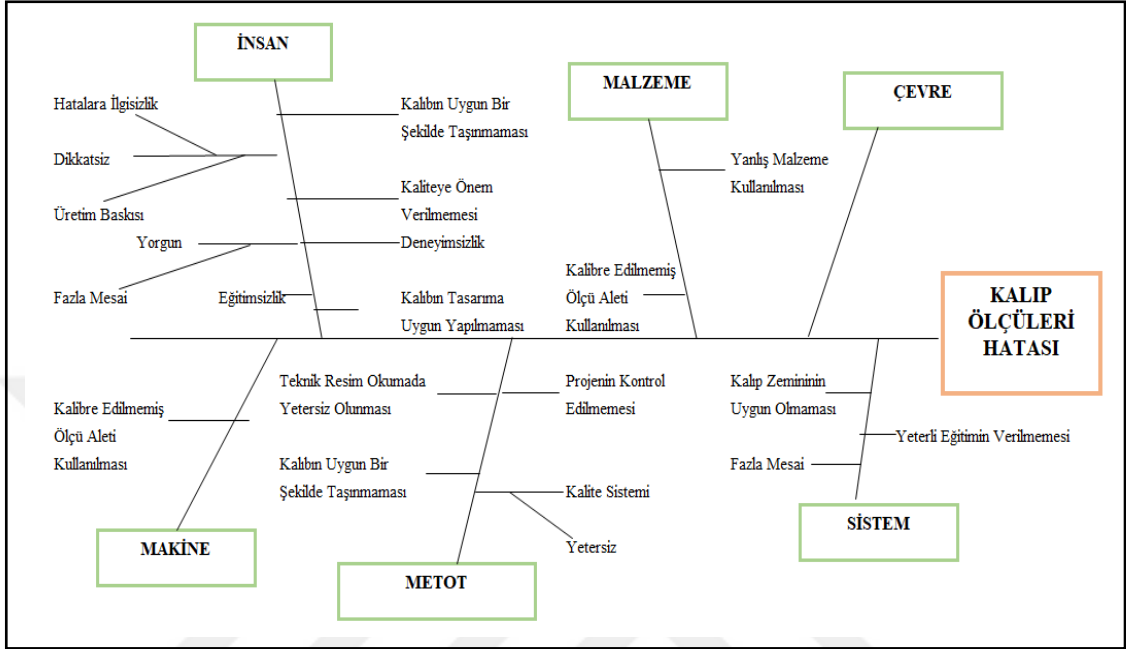 İNSAN
Hatalara İlgisizlik
Dikkatsiz
Üretim Baskısı
Yorgun
Fazla Mesai
Eğitimsizlik
Kalıbın Uygun Bir
Şekilde Taşınmaması
Kaliteye Önem
Verilmemesi
Deneyimsizlik
Kalıbın Tasarıma
Uygun Yapılmaması
MALZEME
Yanlış Malzeme
Kullanılması
Kalibre Edilmemiş
Ölçü Aleti
Kullanılması
ÇEVRE
KALIP
ÖLÇÜLERİ
HATASI
Kalibre Edilmemiş
Ölçü Aleti
Kullanılması
MAKİNE
Teknik Resim Okumada
Yetersiz Olunması
Kalıbın Uygun Bir
Şekilde Taşınmaması
Projenin Kontrol
Edilmemesi
Kalite Sistemi
Yetersiz
METOT
Kalıp Zemininin
Uygun Olmaması
Yeterli Eğitimin Verilmemesi
Fazla Mesai
SİSTEM